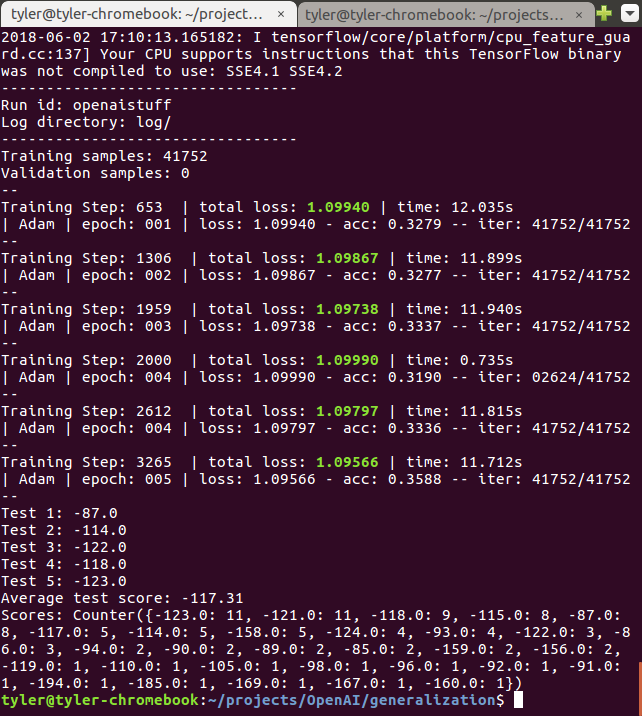 tyler@tyler-chromebook: ~/project... ×
tyler@tyler-chromebook: ~/projects... ×
2018-06-02 17:10:13.165182: I tensorflow/core/platform/cpu_feature_gua
rd.cc:137] Your CPU supports instructions that this TensorFlow binary
was not compiled to use: SSE4.1 SSE4.2
---------------------------------
Run id: openaistuff
Log directory: log/
---------------------------------
Training samples: 41752
Validation samples: 0
--
Training Step: 653  | total loss: 1.09940 | time: 12.035s
| Adam | epoch: 001 | loss: 1.09940 - acc: 0.3279 -- iter: 41752/41752
--
Training Step: 1306  | total loss: 1.09867 | time: 11.899s
| Adam | epoch: 002 | loss: 1.09867 - acc: 0.3277 -- iter: 41752/41752
--
Training Step: 1959  | total loss: 1.09738 | time: 11.940s
| Adam | epoch: 003 | loss: 1.09738 - acc: 0.3337 -- iter: 41752/41752
--
Training Step: 2000  | total loss: 1.09990 | time: 0.735s
| Adam | epoch: 004 | loss: 1.09990 - acc: 0.3190 -- iter: 02624/41752
--
Training Step: 2612  | total loss: 1.09797 | time: 11.815s
| Adam | epoch: 004 | loss: 1.09797 - acc: 0.3336 -- iter: 41752/41752
--
Training Step: 3265  | total loss: 1.09566 | time: 11.712s
| Adam | epoch: 005 | loss: 1.09566 - acc: 0.3588 -- iter: 41752/41752
--
Test 1: -87.0
Test 2: -114.0
Test 3: -122.0
Test 4: -118.0
Test 5: -123.0
Average test score: -117.31
Scores: Counter({-123.0: 11, -121.0: 11, -118.0: 9, -115.0: 8, -87.0:
8, -117.0: 5, -114.0: 5, -158.0: 5, -124.0: 4, -93.0: 4, -122.0: 3, -8
6.0: 3, -94.0: 2, -90.0: 2, -89.0: 2, -85.0: 2, -159.0: 2, -156.0: 2,
-119.0: 1, -110.0: 1, -105.0: 1, -98.0: 1, -96.0: 1, -92.0: 1, -91.0:
1, -194.0: 1, -185.0: 1, -169.0: 1, -167.0: 1, -160.0: 1})
tyler@tyler-chromebook:~/projects/OpenAI/generalization$